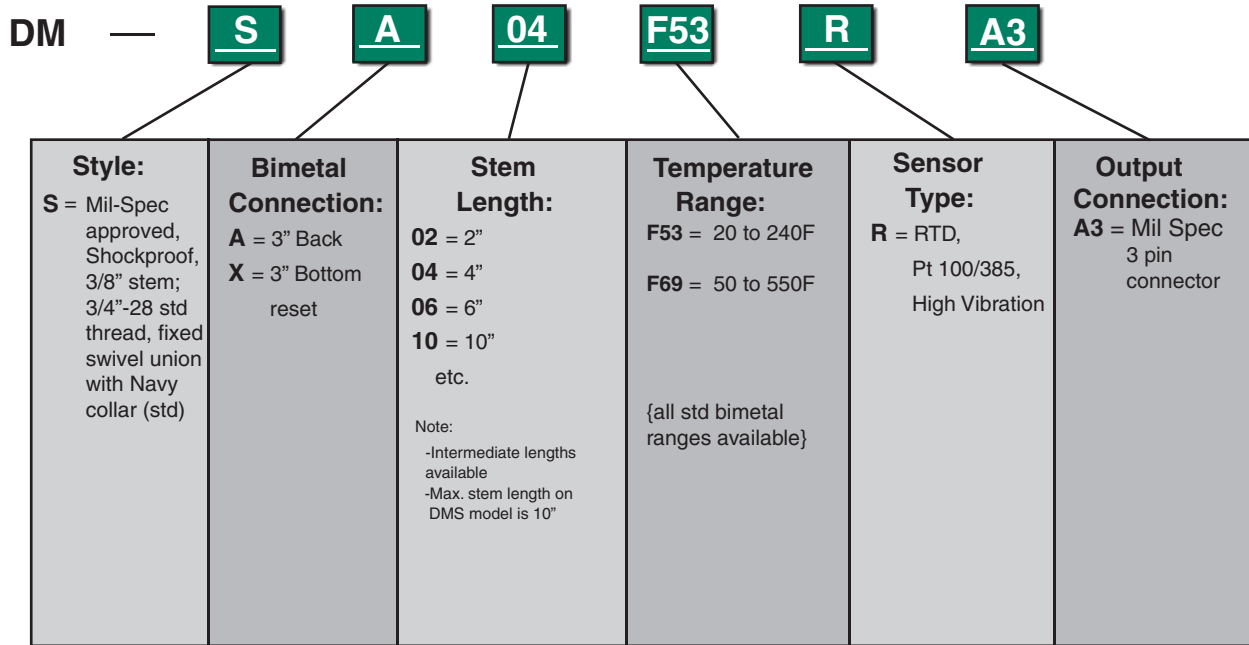 DM — S A 04 F53 R A3
Style:
S = Mil-Spec
approved,
Shockproof,
3/8” stem;
3/4”-28 std
thread, fixed
swivel union
with Navy
collar (std)
Bimetal
Connection:
A = 3” Back
X = 3” Bottom
reset
Stem
Length:
02 = 2”
04 = 4”
06 = 6”
10 = 10”
etc.
Note:
-Intermediate lengths
available
-Max. stem length on
DMS model is 10”
Temperature
Range:
F53 = 20 to 240F
F69 = 50 to 550F
{all std bimetal
ranges available}
Sensor
Type:
R = RTD,
Pt 100/385,
High Vibration
Output
Connection:
A3 = Mil Spec
3 pin
connector